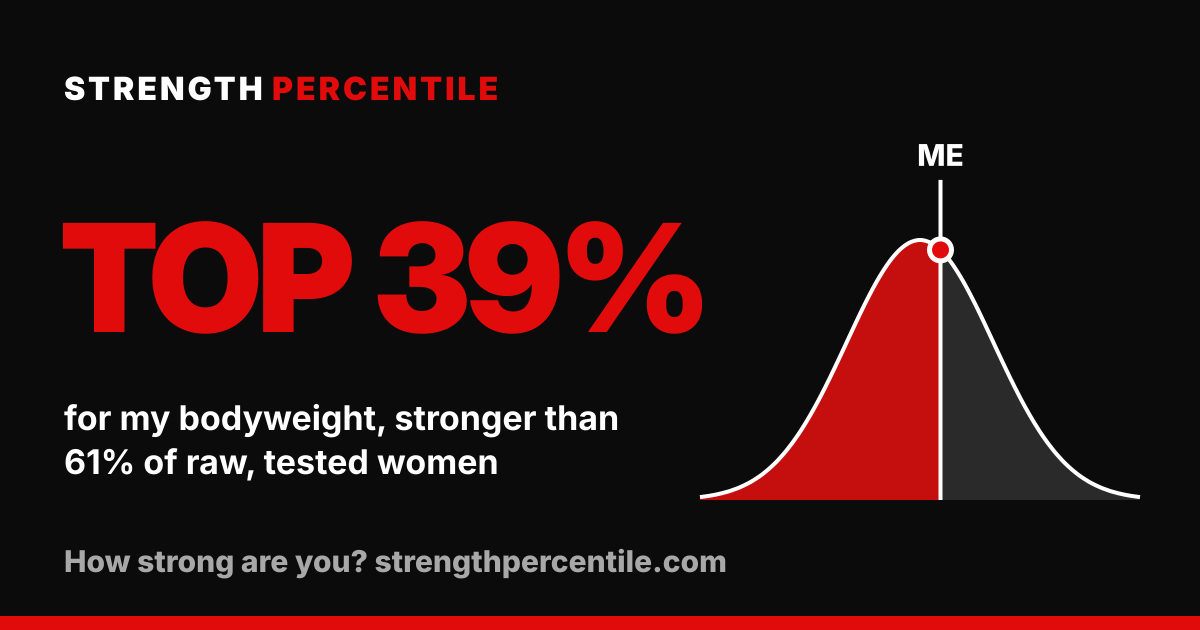 STRENGTH PERCENTILE
ME
TOP 39%
for my bodyweight, stronger than
61% of raw, tested women
How strong are you? strengthpercentile.com